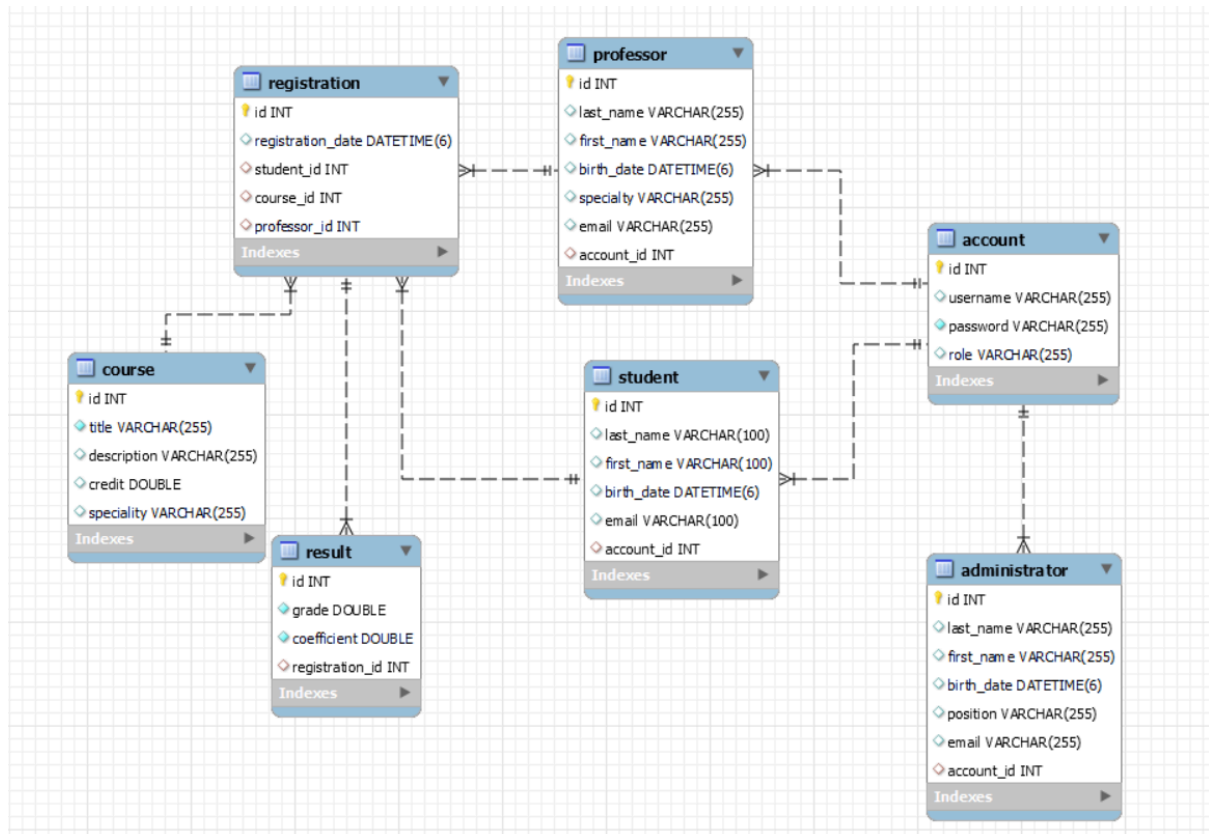 registration
id INT
registration_date DATETIME(6)
student_id INT
course_id INT
professor_id INT
Indexes
professor
id INT
last_name VARCHAR(255)
first_name VARCHAR(255)
birth_date DATETIME(6)
specialty VARCHAR(255)
email VARCHAR(255)
account_id INT
Indexes
account
id INT
username VARCHAR(255)
password VARCHAR(255)
role VARCHAR(255)
Indexes
course
id INT
title VARCHAR(255)
description VARCHAR(255)
credit DOUBLE
speciality VARCHAR(255)
Indexes
student
id INT
last_name VARCHAR(100)
first_name VARCHAR(100)
birth_date DATETIME(6)
email VARCHAR(100)
account_id INT
Indexes
result
id INT
grade DOUBLE
coefficient DOUBLE
registration_id INT
Indexes
administrator
id INT
last_name VARCHAR(255)
first_name VARCHAR(255)
birth_date DATETIME(6)
position VARCHAR(255)
email VARCHAR(255)
account_id INT
Indexes